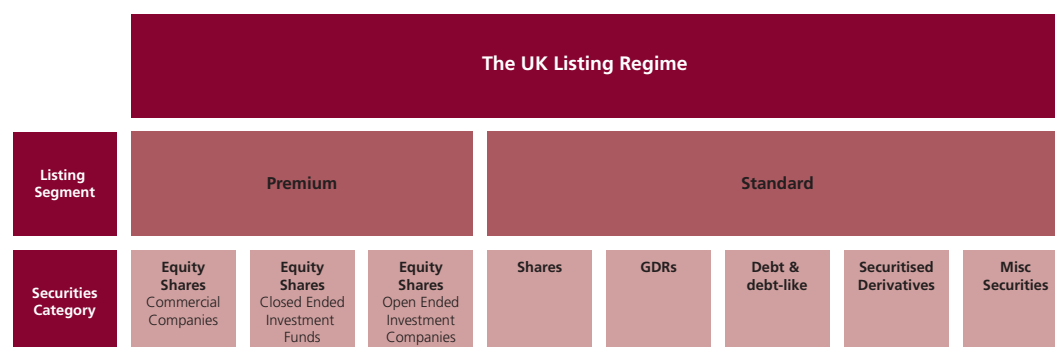 The UK Listing Regime
Listing
Segment
Premium
Standard
Securities
Category
Equity
Shares
Commercial
Companies
Equity
Shares
Closed Ended
Investment
Funds
Equity
Shares
Open Ended
Investment
Companies
Shares
GDRs
Debt &
debt-like
Securitised
Derivatives
Misc
Securities